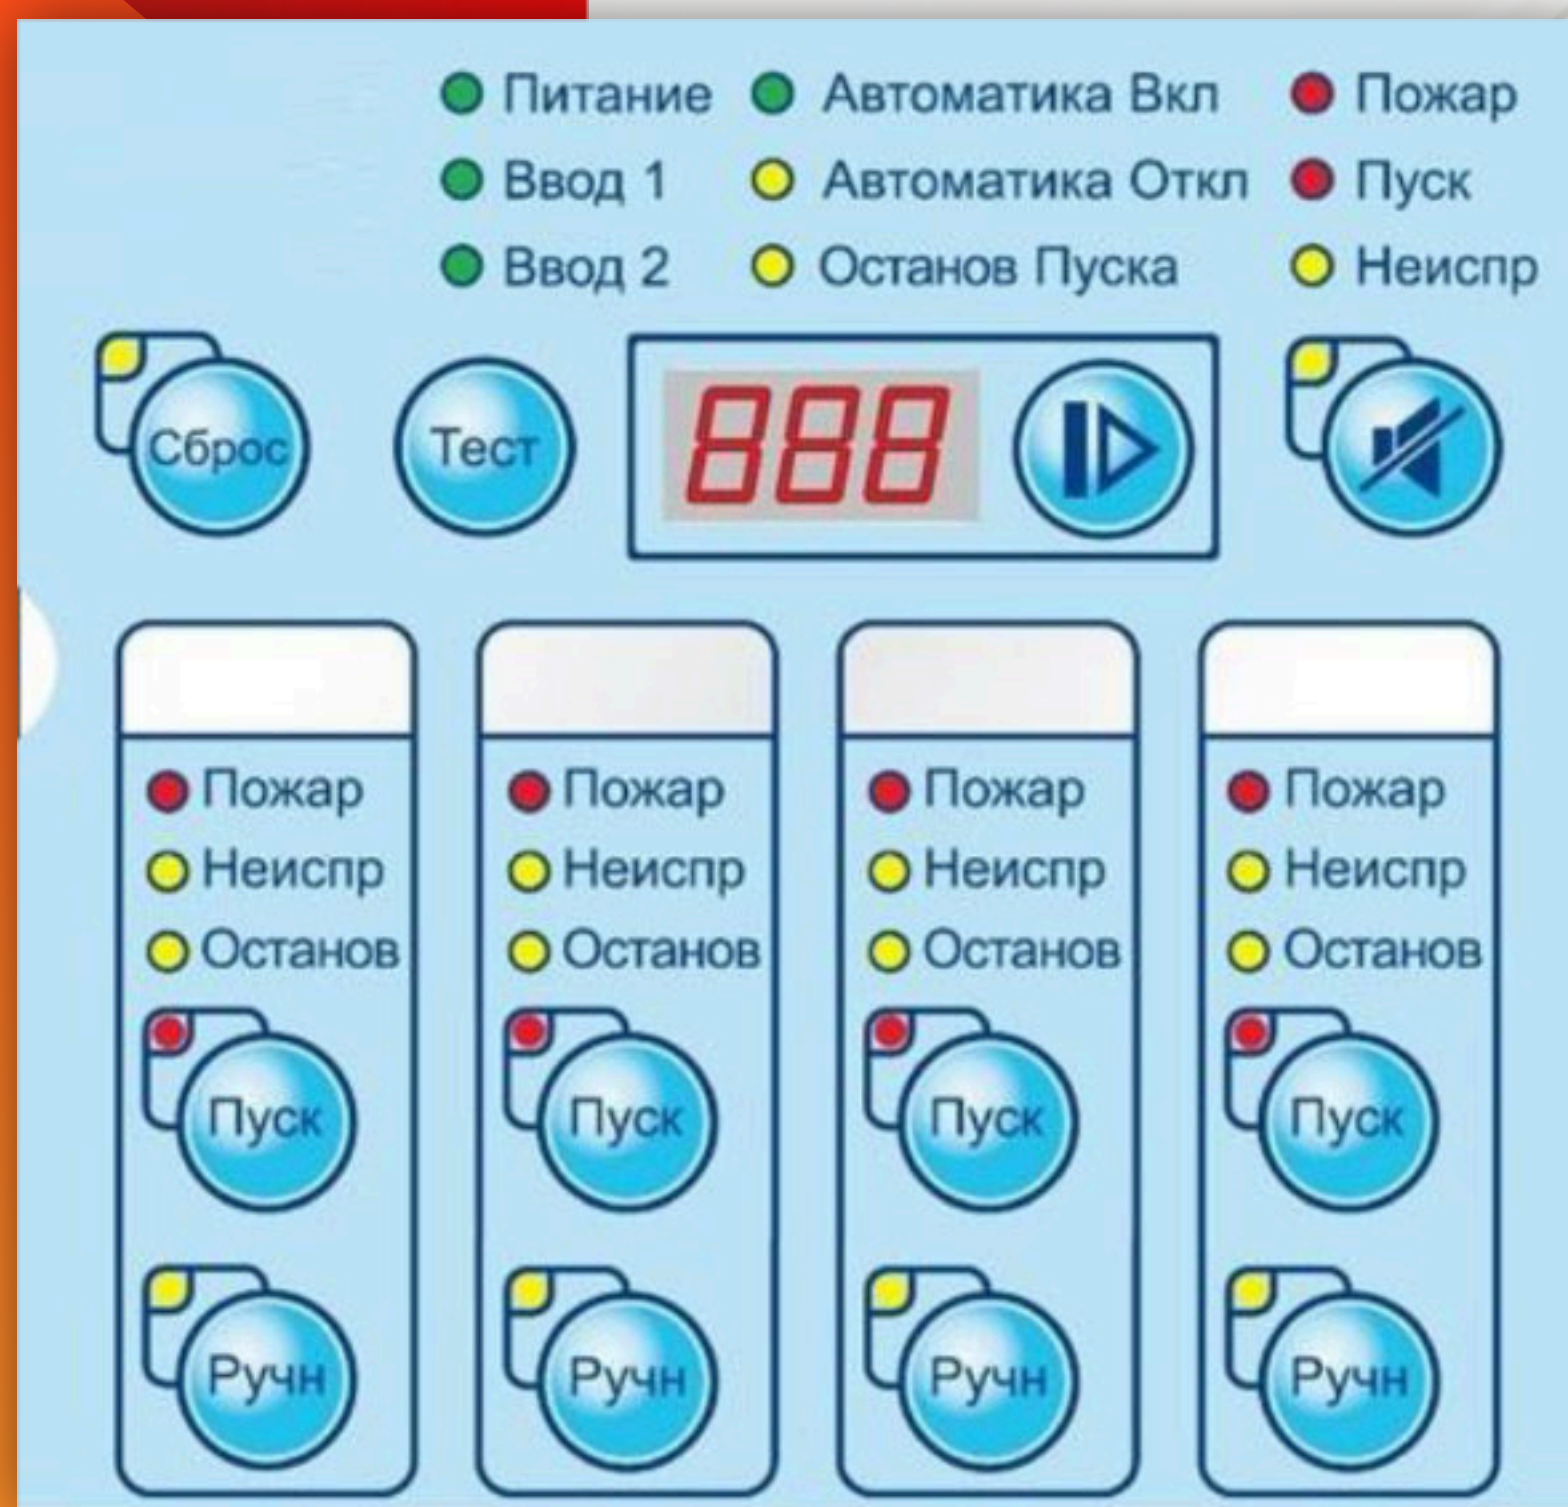 Питание Автоматика Вкл Пожар
Ввод 1 Автоматика Откл Пуск
Ввод 2 Останов Пуска Неиспр
Сброс Тест 888
Пожар Пожар Пожар Пожар
Неиспр Неиспр Неиспр Неиспр
Останов Останов Останов Останов
Пуск Пуск Пуск Пуск
Ручн Ручн Ручн Ручн